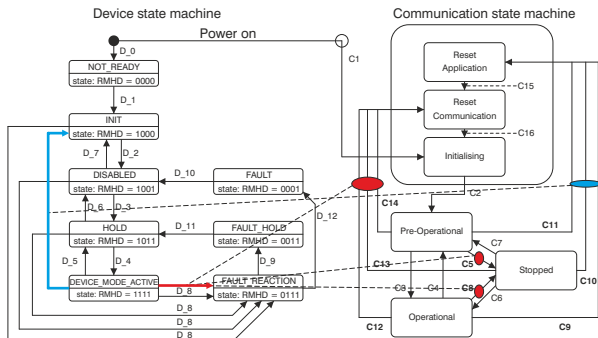 Device state machine
Communication state machine
Power on
D_0
C1
NOT_READY
state: RMHD = 0000
Reset
Application
D_1
C15
INIT
state: RMHD = 1000
Reset
Communication
D_7
D_2
C16
DISABLED
state: RMHD = 1001
D_10
FAULT
state: RMHD = 0001
Initialising
C14
C2
D_6
D_3
D_12
HOLD
state: RMHD = 1011
D_11
FAULT_HOLD
state: RMHD = 0011
Pre-Operational
C11
D_5
D_4
D_9
C13
C5
C7
Stopped
C10
DEVICE_MODE_ACTIVE
state: RMHD = 1111
D_8
FAULT_REACTION
state: RMHD = 0111
C3
C4
C8
C6
D_8
D_8
D_8
C12
Operational
C9